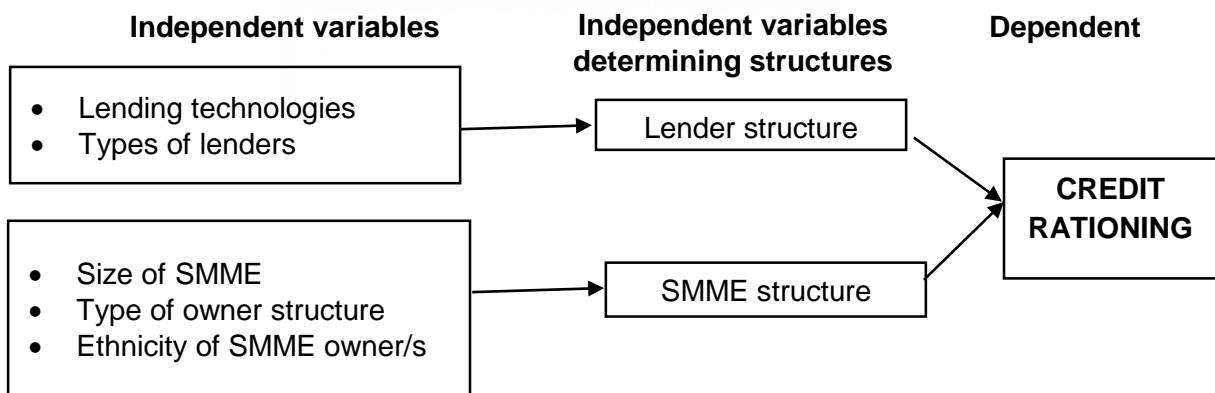 Independent variables
Independent variables
determining structures
Dependent
• Lending technologies
• Types of lenders
Lender structure
CREDIT
RATIONING
• Size of SMME
• Type of owner structure
• Ethnicity of SMME owner/s
SMME structure